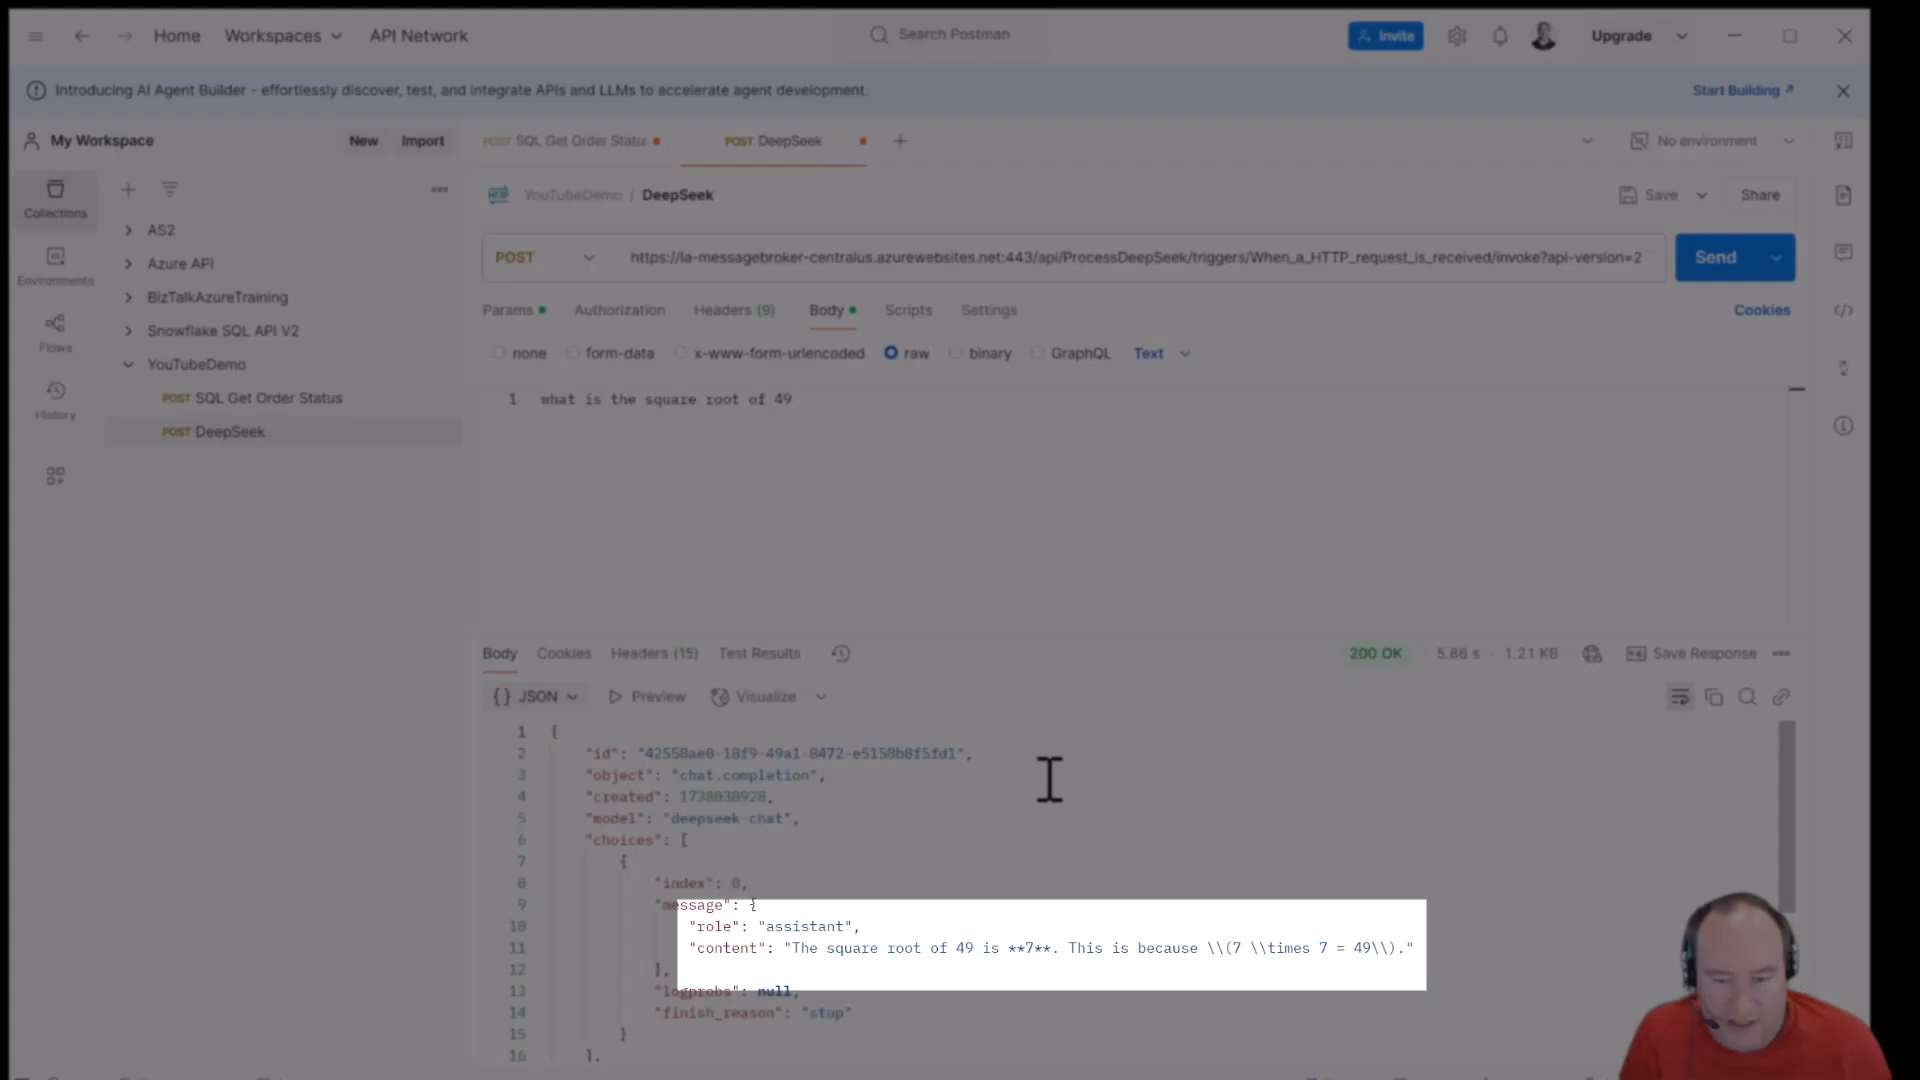 Home Workspaces API Network Search Postman Invite Upgrade
Introducing AI Agent Builder - effortlessly discover, test, and integrate APIs and LLMs to accelerate agent development. Start Building
My Workspace New Import POST SQL Get Order Status POST DeepSeek No environment
Collections
YouTubeDemo / DeepSeek Save Share
AS2
Environments
Azure API
POST https://la-messagebroker-centralus.azurewebsites.net:443/api/ProcessDeepSeek/triggers/When_a_HTTP_request_is_received/invoke?api-version=2 Send
BizTalkAzureTraining
Params Authorization Headers (9) Body Scripts Settings Cookies
Flows
Snowflake SQL API V2
none form-data x-www-form-urlencoded raw binary GraphQL Text
YouTubeDemo
History
POST SQL Get Order Status
1 what is the square root of 49
POST DeepSeek
Body Cookies Headers (15) Test Results 200 OK 5.86 s 1.21 KB Save Response
{} JSON Preview Visualize
1 {
2 "id": "42558ae0-18f9-49a1-8472-e5158b8f5fd1",
3 "object": "chat.completion",
4 "created": 1738838928,
5 "model": "deepseek-chat",
6 "choices": [
7 {
8 "index": 0,
9 "message": {
10 "role": "assistant",
11 "content": "The square root of 49 is **7**. This is because \\(7 \\times 7 = 49\\)."
12 },
13 "logprobs": null,
14 "finish_reason": "stop"
15 }
16 ],